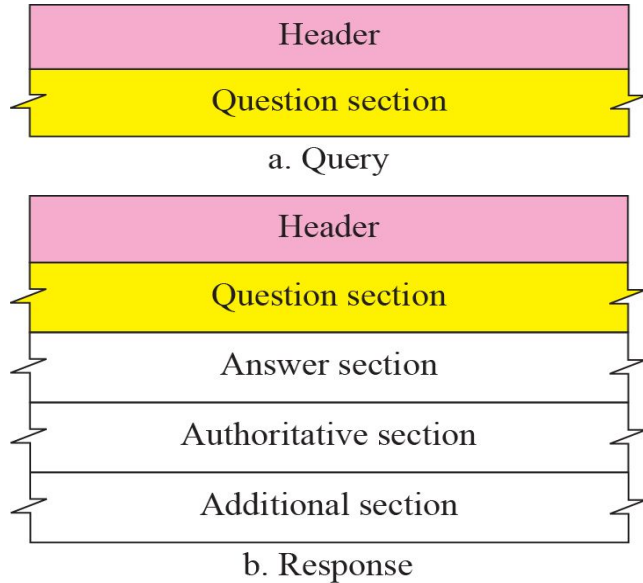 Header
Question section
a. Query
Header
Question section
Answer section
Authoritative section
Additional section
b. Response